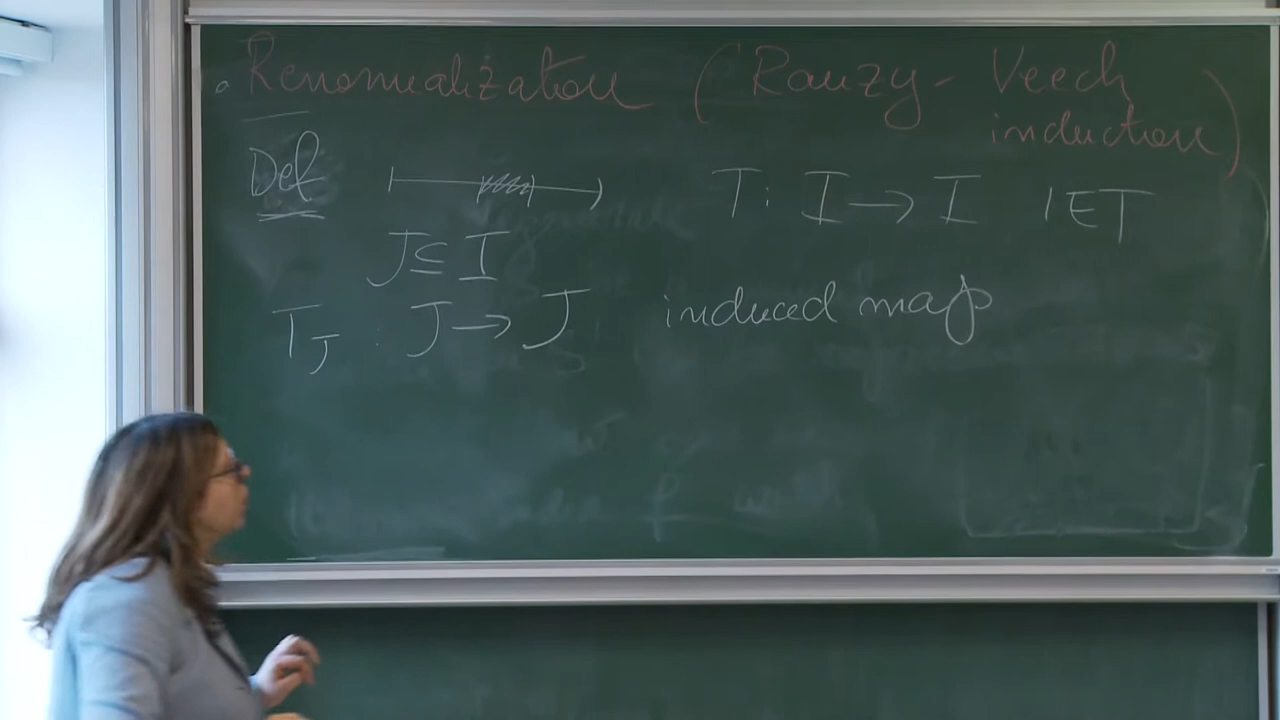 ◦ Renormalization (Rauzy-Veech induction)
Def T: I → I IET
J ⊆ I
T_J : J → J induced map